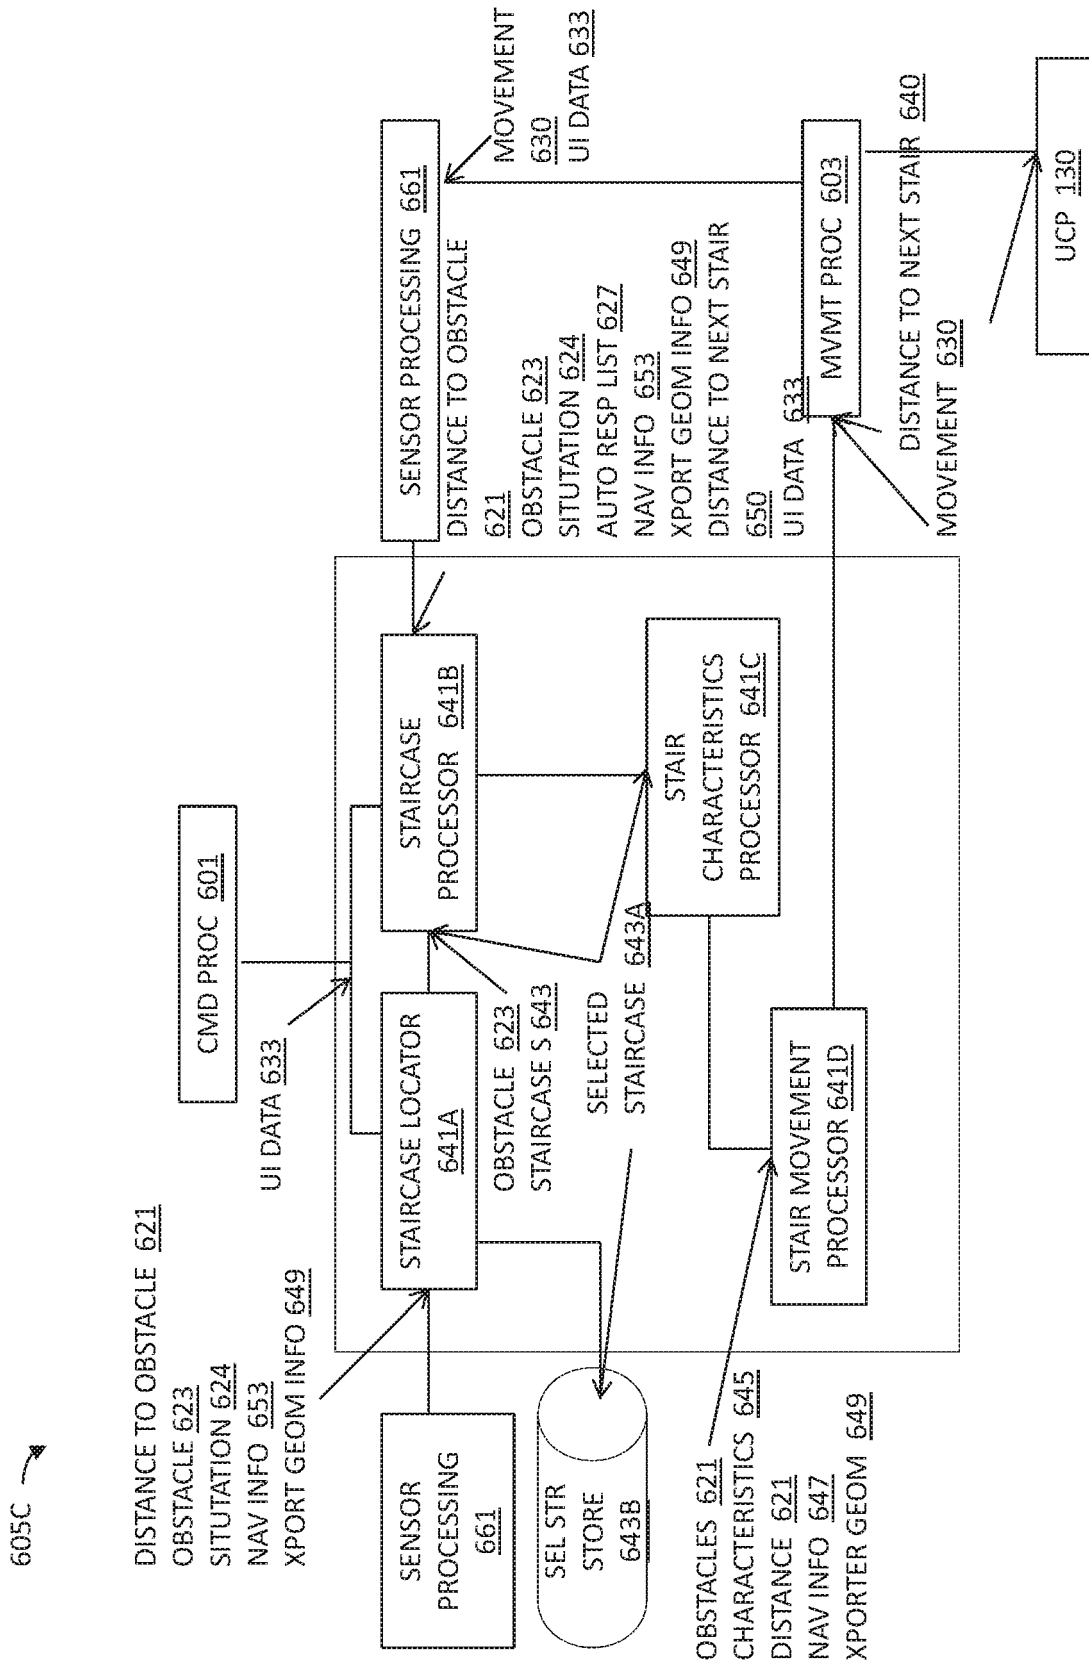 605C
DISTANCE TO OBSTACLE 621
OBSTACLE 623
SITUTATION 624
NAV INFO 653
XPORT GEOM INFO 649
UI DATA 633
CMD PROC 601
SENSOR
PROCESSING
661
STAIRCASE LOCATOR
641A
STAIRCASE
PROCESSOR 641B
SENSOR PROCESSING 661
MOVEMENT
630
UI DATA 633
DISTANCE TO OBSTACLE
621
OBSTACLE 623
SITUTATION 624
AUTO RESP LIST 627
NAV INFO 653
XPORT GEOM INFO 649
DISTANCE TO NEXT STAIR
650
UI DATA 633
OBSTACLE 623
STAIRCASE S 643
SEL STR
STORE
643B
SELECTED
STAIRCASE 643A
STAIR
CHARACTERISTICS
PROCESSOR 641C
OBSTACLES 621
CHARACTERISTICS 645
DISTANCE 621
NAV INFO 647
XPORTER GEOM 649
STAIR MOVEMENT
PROCESSOR 641D
MVMT PROC 603
DISTANCE TO NEXT STAIR 640
MOVEMENT 630
UCP 130